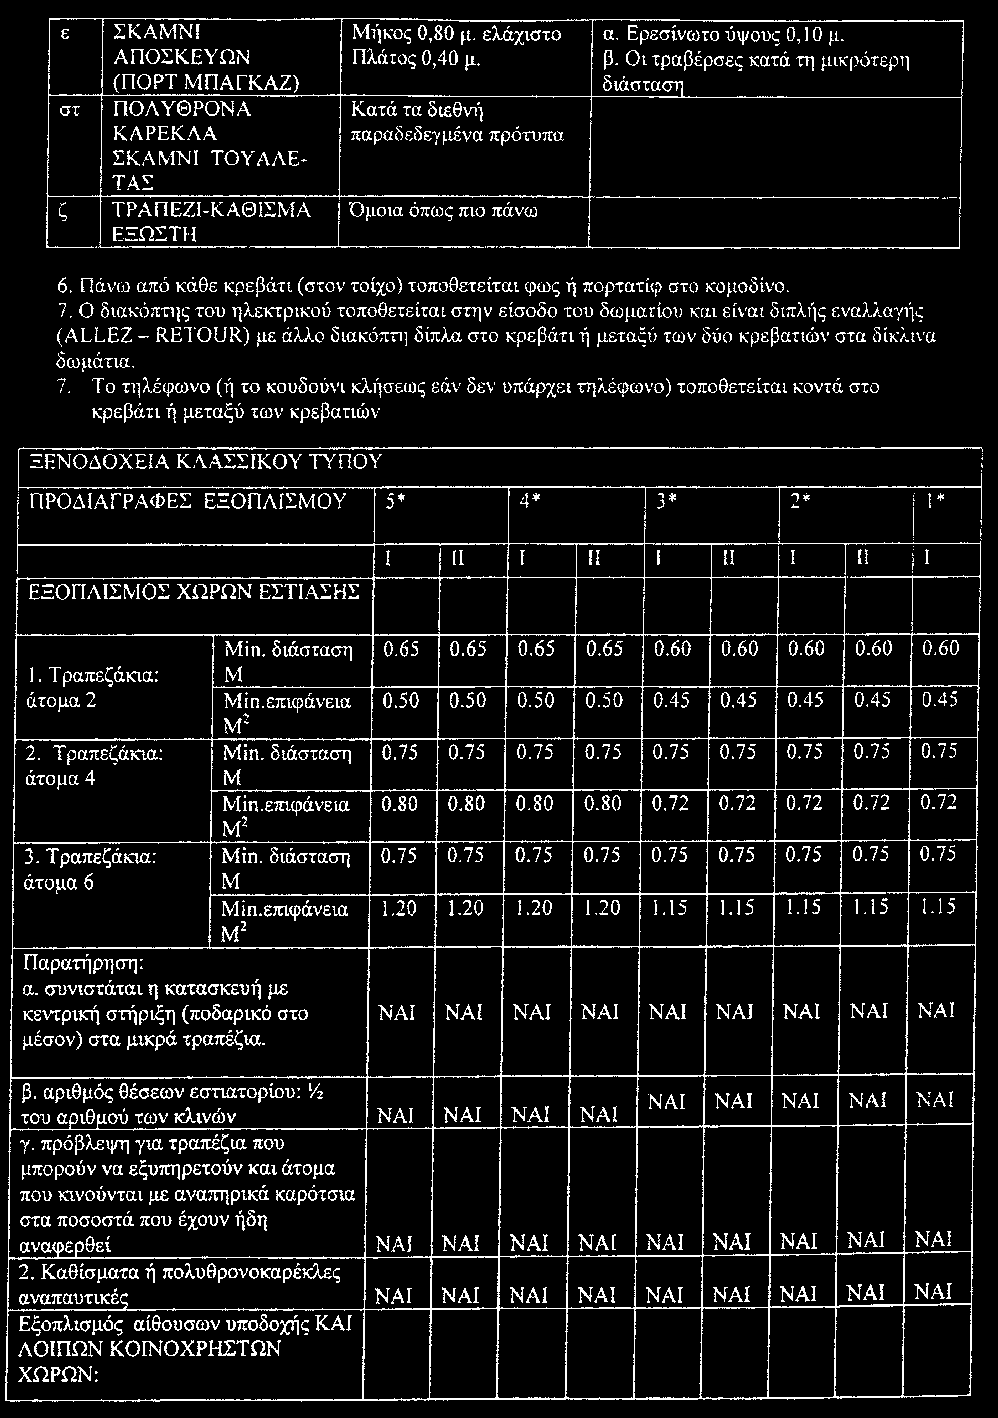 ε ΣΚΑΜΝΙ Μήκος 0,80 μ. ελάχιστο α. Ερεσίνωτο ύψους 0,10 μ.
ΑΠΟΣΚΕΥΩΝ Πλάτος 0,40 μ. β. Οι τραβέρσες κατά τη μικρότερη
(ΠΟΡΤ ΜΠΑΓΚΑΖ) διάσταση
στ ΠΟΛΥΘΡΟΝΑ Κατά τα διεθνή
ΚΑΡΕΚΛΑ παραδεδεγμένα πρότυπα
ΣΚΑΜΝΙ ΤΟΥΑΛΕ-
ΤΑΣ
ζ ΤΡΑΠΕΖΙ-ΚΑΘΙΣΜΑ Όμοια όπως πιο πάνω
ΕΞΩΣΤΗ
6. Πάνω από κάθε κρεβάτι (στον τοίχο) τοποθετείται φως ή πορτατίφ στο κομοδίνο.
7. Ο διακόπτης του ηλεκτρικού τοποθετείται στην είσοδο του δωματίου και είναι διπλής εναλλαγής
(ALLEZ – RETOUR) με άλλο διακόπτη δίπλα στο κρεβάτι ή μεταξύ των δύο κρεβατιών στα δίκλινα
δωμάτια.
7. Το τηλέφωνο (ή το κουδούνι κλήσεως εάν δεν υπάρχει τηλέφωνο) τοποθετείται κοντά στο
κρεβάτι ή μεταξύ των κρεβατιών
ΞΕΝΟΔΟΧΕΙΑ ΚΛΑΣΣΙΚΟΥ ΤΥΠΟΥ
ΠΡΟΔΙΑΓΡΑΦΕΣ ΕΞΟΠΛΙΣΜΟΥ 5* 4* 3* 2* 1*
I II I II I II I II I
ΕΞΟΠΛΙΣΜΟΣ ΧΩΡΩΝ ΕΣΤΙΑΣΗΣ
1. Τραπεζάκια: Min. διάσταση 0.65 0.65 0.65 0.65 0.60 0.60 0.60 0.60 0.60
Μ
άτομα 2 Min.επιφάνεια 0.50 0.50 0.50 0.50 0.45 0.45 0.45 0.45 0.45
Μ²
2. Τραπεζάκια: Min. διάσταση 0.75 0.75 0.75 0.75 0.75 0.75 0.75 0.75 0.75
άτομα 4 Μ
Min.επιφάνεια 0.80 0.80 0.80 0.80 0.72 0.72 0.72 0.72 0.72
Μ²
3. Τραπεζάκια: Min. διάσταση 0.75 0.75 0.75 0.75 0.75 0.75 0.75 0.75 0.75
άτομα 6 Μ
Min.επιφάνεια 1.20 1.20 1.20 1.20 1.15 1.15 1.15 1.15 1.15
Μ²
Παρατήρηση:
α. συνιστάται η κατασκευή με
κεντρική στήριξη (ποδαρικό στο ΝΑΙ ΝΑΙ ΝΑΙ ΝΑΙ ΝΑΙ ΝΑΙ ΝΑΙ ΝΑΙ ΝΑΙ
μέσον) στα μικρά τραπέζια.
β. αριθμός θέσεων εστιατορίου: ½
του αριθμού των κλινών ΝΑΙ ΝΑΙ ΝΑΙ ΝΑΙ ΝΑΙ ΝΑΙ ΝΑΙ ΝΑΙ ΝΑΙ
γ. πρόβλεψη για τραπέζια που
μπορούν να εξυπηρετούν και άτομα
που κινούνται με αναπηρικά καρότσια
στα ποσοστά που έχουν ήδη
αναφερθεί ΝΑΙ ΝΑΙ ΝΑΙ ΝΑΙ ΝΑΙ ΝΑΙ ΝΑΙ ΝΑΙ ΝΑΙ
2. Καθίσματα ή πολυθρονοκαρέκλες
αναπαυτικές ΝΑΙ ΝΑΙ ΝΑΙ ΝΑΙ ΝΑΙ ΝΑΙ ΝΑΙ ΝΑΙ ΝΑΙ
Εξοπλισμός αίθουσων υποδοχής ΚΑΙ
ΛΟΙΠΩΝ ΚΟΙΝΟΧΡΗΣΤΩΝ
ΧΩΡΩΝ: